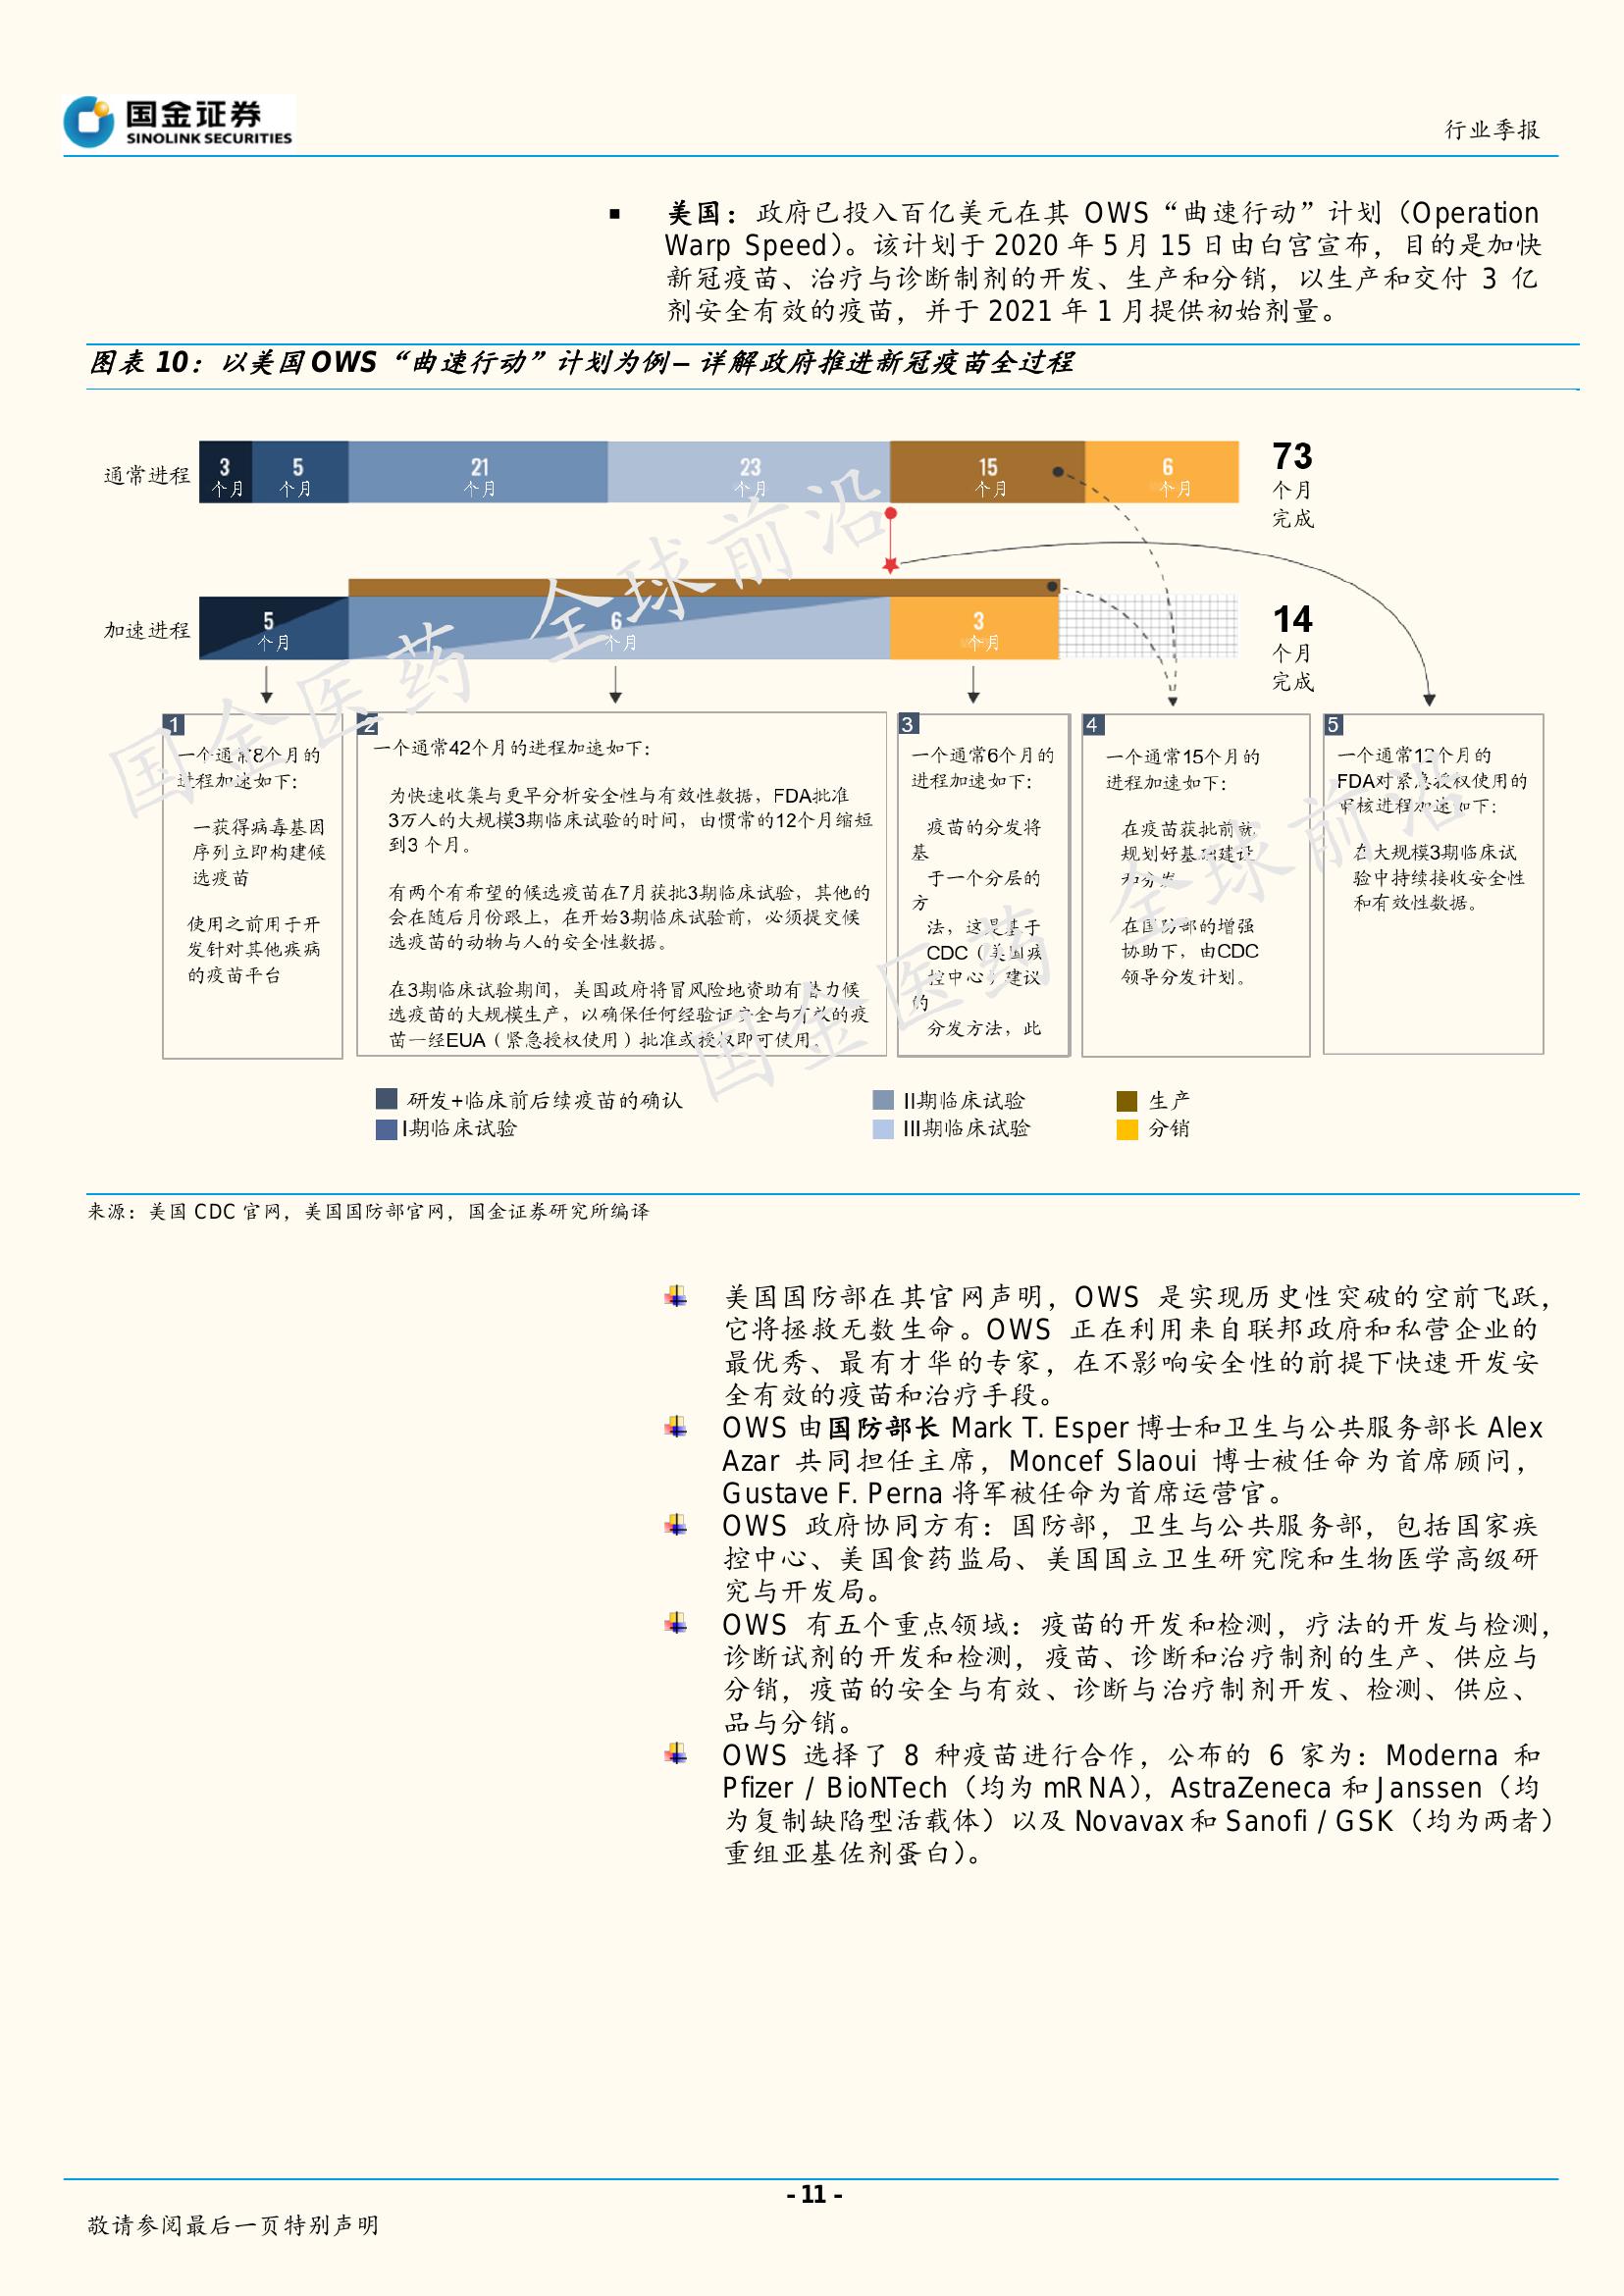 国金证券
SINOLINK SECURITIES
行业季报
■ 美国：政府已投入百亿美元在其 OWS“曲速行动”计划（Operation
Warp Speed）。该计划于 2020 年 5 月 15 日由白宫宣布，目的是加快
新冠疫苗、治疗与诊断制剂的开发、生产和分销，以生产和交付 3 亿
剂安全有效的疫苗，并于 2021 年 1 月提供初始剂量。
图表 10：以美国 OWS“曲速行动”计划为例– 详解政府推进新冠疫苗全过程
通常进程
3
个月
5
个月
21
个月
23
个月
15
个月
6
个月
73
个月
完成
加速进程
5
个月
6
个月
3
个月
14
个月
完成
1
一个通常8个月的
进程加速如下：
一获得病毒基因
序列立即构建候
选疫苗
使用之前用于开
发针对其他疾病
的疫苗平台
2
一个通常42个月的进程加速如下：
为快速收集与更早分析安全性与有效性数据，FDA批准
3万人的大规模3期临床试验的时间，由惯常的12个月缩短
到3 个月。
有两个有希望的候选疫苗在7月获批3期临床试验，其他的
会在随后月份跟上，在开始3期临床试验前，必须提交候
选疫苗的动物与人的安全性数据。
在3期临床试验期间，美国政府将冒风险地资助有潜力候
选疫苗的大规模生产，以确保任何经验证安全与有效的疫
苗一经EUA（紧急授权使用）批准或授权即可使用。
3
一个通常6个月的
进程加速如下：
疫苗的分发将
基
于一个分层的
方
法，这是基于
CDC（美国疾
控中心）建议
的
分发方法，此
4
一个通常15个月的
进程加速如下：
在疫苗获批前就
规划好基础建设
和分发
在国防部的增强
协助下，由CDC
领导分发计划。
5
一个通常12个月的
FDA对紧急授权使用的
审核进程加速如下：
在大规模3期临床试
验中持续接收安全性
和有效性数据。
国金医药 全球前沿
国金医药 全球前沿
研发+临床前后续疫苗的确认
I期临床试验
II期临床试验
III期临床试验
生产
分销
来源：美国 CDC 官网，美国国防部官网，国金证券研究所编译
美国国防部在其官网声明，OWS 是实现历史性突破的空前飞跃，
它将拯救无数生命。OWS 正在利用来自联邦政府和私营企业的
最优秀、最有才华的专家，在不影响安全性的前提下快速开发安
全有效的疫苗和治疗手段。
OWS 由国防部长 Mark T. Esper 博士和卫生与公共服务部长 Alex
Azar 共同担任主席，Moncef Slaoui 博士被任命为首席顾问，
Gustave F. Perna 将军被任命为首席运营官。
OWS 政府协同方有：国防部，卫生与公共服务部，包括国家疾
控中心、美国食药监局、美国国立卫生研究院和生物医学高级研
究与开发局。
OWS 有五个重点领域：疫苗的开发和检测，疗法的开发与检测，
诊断试剂的开发和检测，疫苗、诊断和治疗制剂的生产、供应与
分销，疫苗的安全与有效、诊断与治疗制剂开发、检测、供应、
品与分销。
OWS 选择了 8 种疫苗进行合作，公布的 6 家为：Moderna 和
Pfizer / BioNTech（均为 mRNA），AstraZeneca 和 Janssen（均
为复制缺陷型活载体）以及 Novavax 和 Sanofi / GSK（均为两者）
重组亚基佐剂蛋白）。
- 11 -
敬请参阅最后一页特别声明